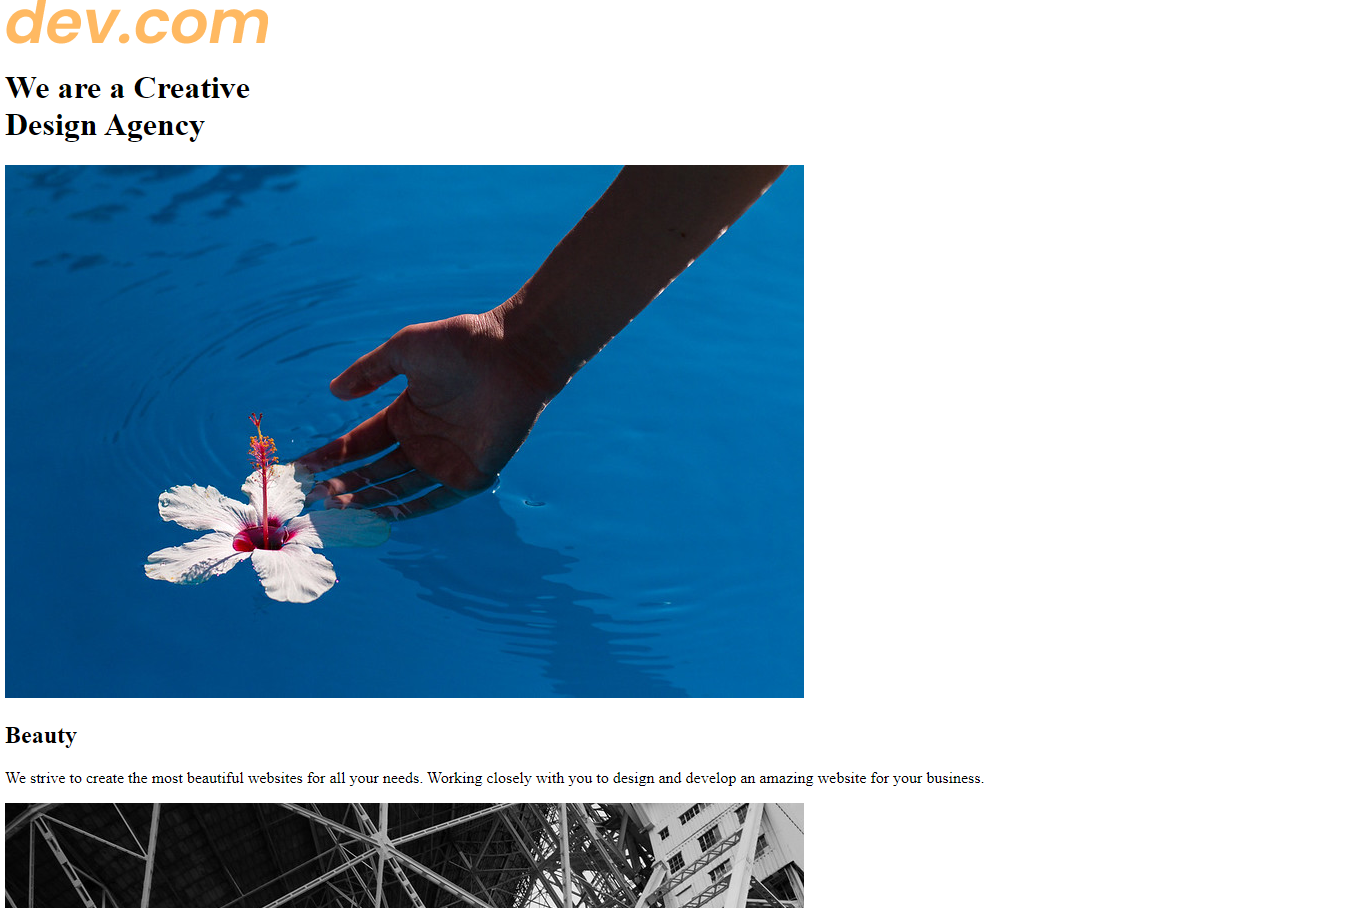 dev.com
We are a Creative
Design Agency
Beauty
We strive to create the most beautiful websites for all your needs. Working closely with you to design and develop an amazing website for your business.